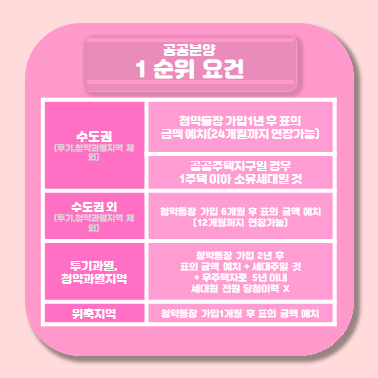 공공분양
1 순위 요건
수도권
(투기,청약과열지역 제
외)
청약통장 가입1년 후 표의
금액 예치(24개월까지 연장가능)
공공주택지구일 경우
1주택 이하 소유세대일 것
수도권 외
(투기,청약과열지역 제
외)
청약통장 가입 6개월 후 표의 금액 예치
(12개월까지 연장가능)
투기과열,
청약과열지역
청약통장 가입 2년 후
표의 금액 예치 + 세대주일 것
+ 무주택자로 5년 이내
세대원 전원 당첨이력 X
위축지역
청약통장 가입1개월 후 표의 금액 예치